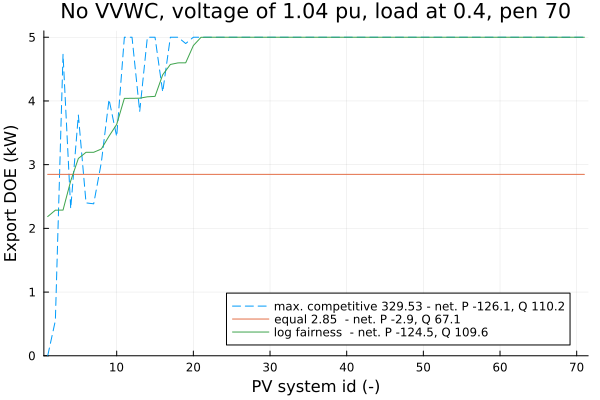 No VVWC, voltage of 1.04 pu, load at 0.4, pen 70
Export DOE (kW)
5
4
3
2
1
0
max. competitive 329.53 - net. P -126.1, Q 110.2
equal 2.85  - net. P -2.9, Q 67.1
log fairness  - net. P -124.5, Q 109.6
10 20 30 40 50 60 70
PV system id (-)